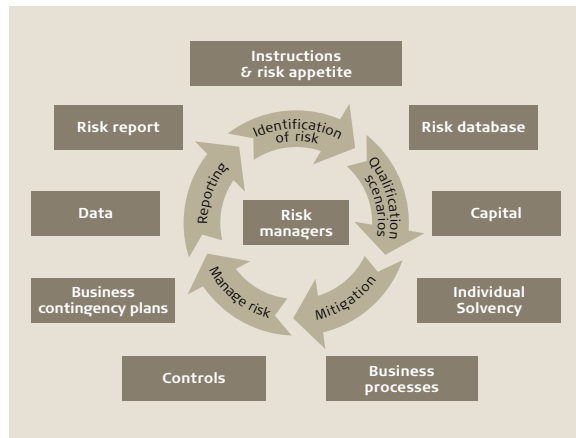 Instructions
& risk appetite
Risk report
Risk database
Identification
of risk
Qualification
scenarios
Reporting
Data
Risk
managers
Capital
Manage risk
Mitigation
Business
contingency plans
Individual
Solvency
Controls
Business
processes